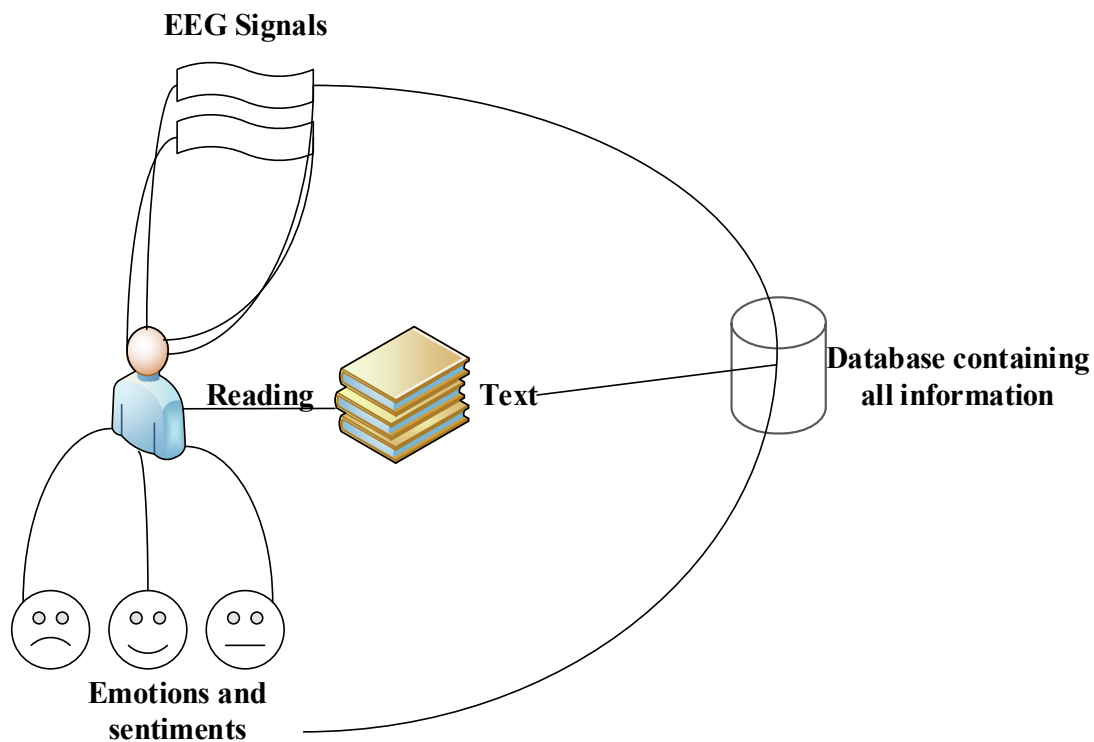 EEG Signals
Reading
Text
Database containing
all information
Emotions and
sentiments